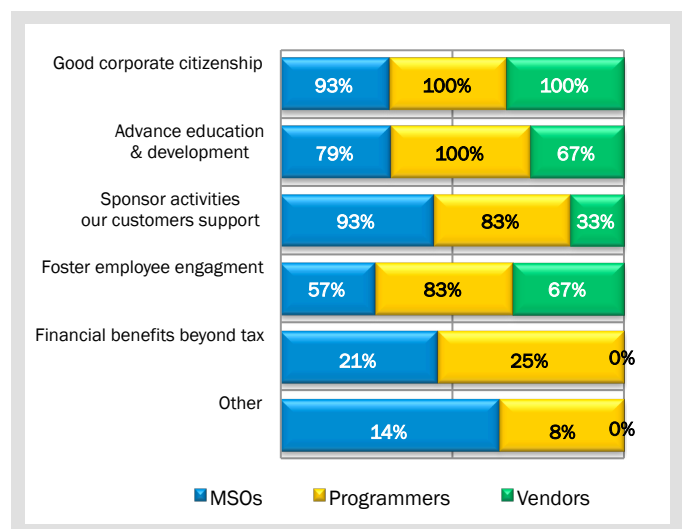 Good corporate citizenship
93% 100% 100%
Advance education
& development
79% 100% 67%
Sponsor activities
our customers support
93% 83% 33%
Foster employee engagment
57% 83% 67%
Financial benefits beyond tax
21% 25% 0%
Other
14% 8% 0%
MSOs Programmers Vendors